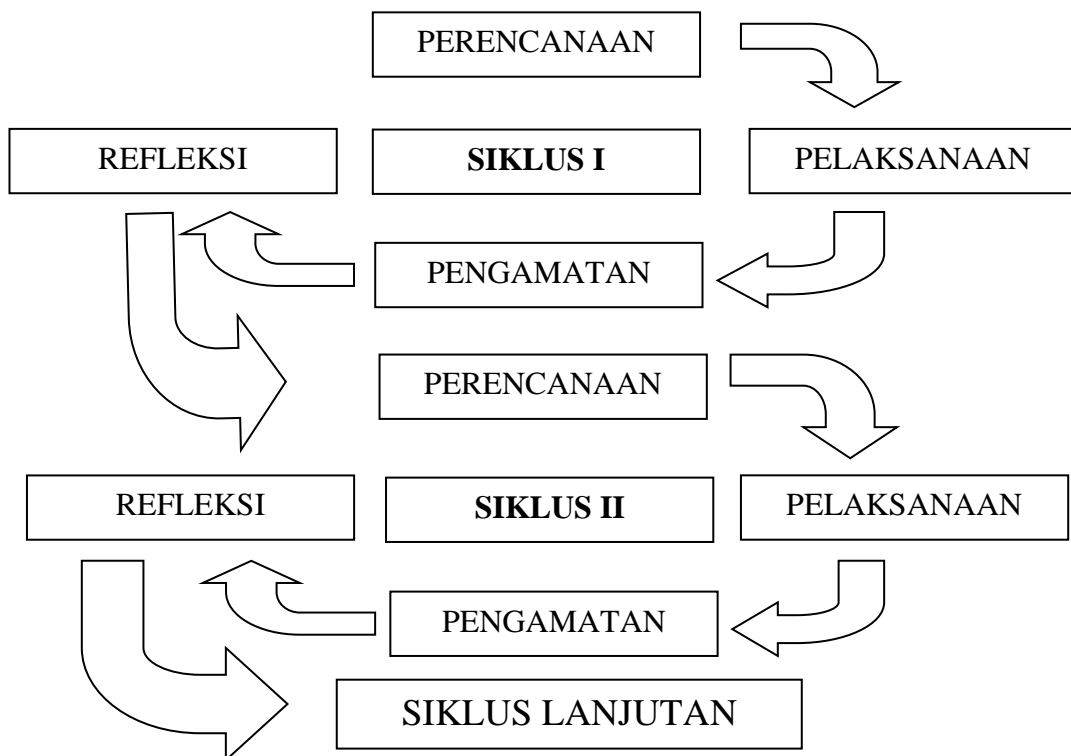 PERENCANAAN
REFLEKSI
SIKLUS I
PELAKSANAAN
PENGAMATAN
PERENCANAAN
REFLEKSI
SIKLUS II
PELAKSANAAN
PENGAMATAN
SIKLUS LANJUTAN